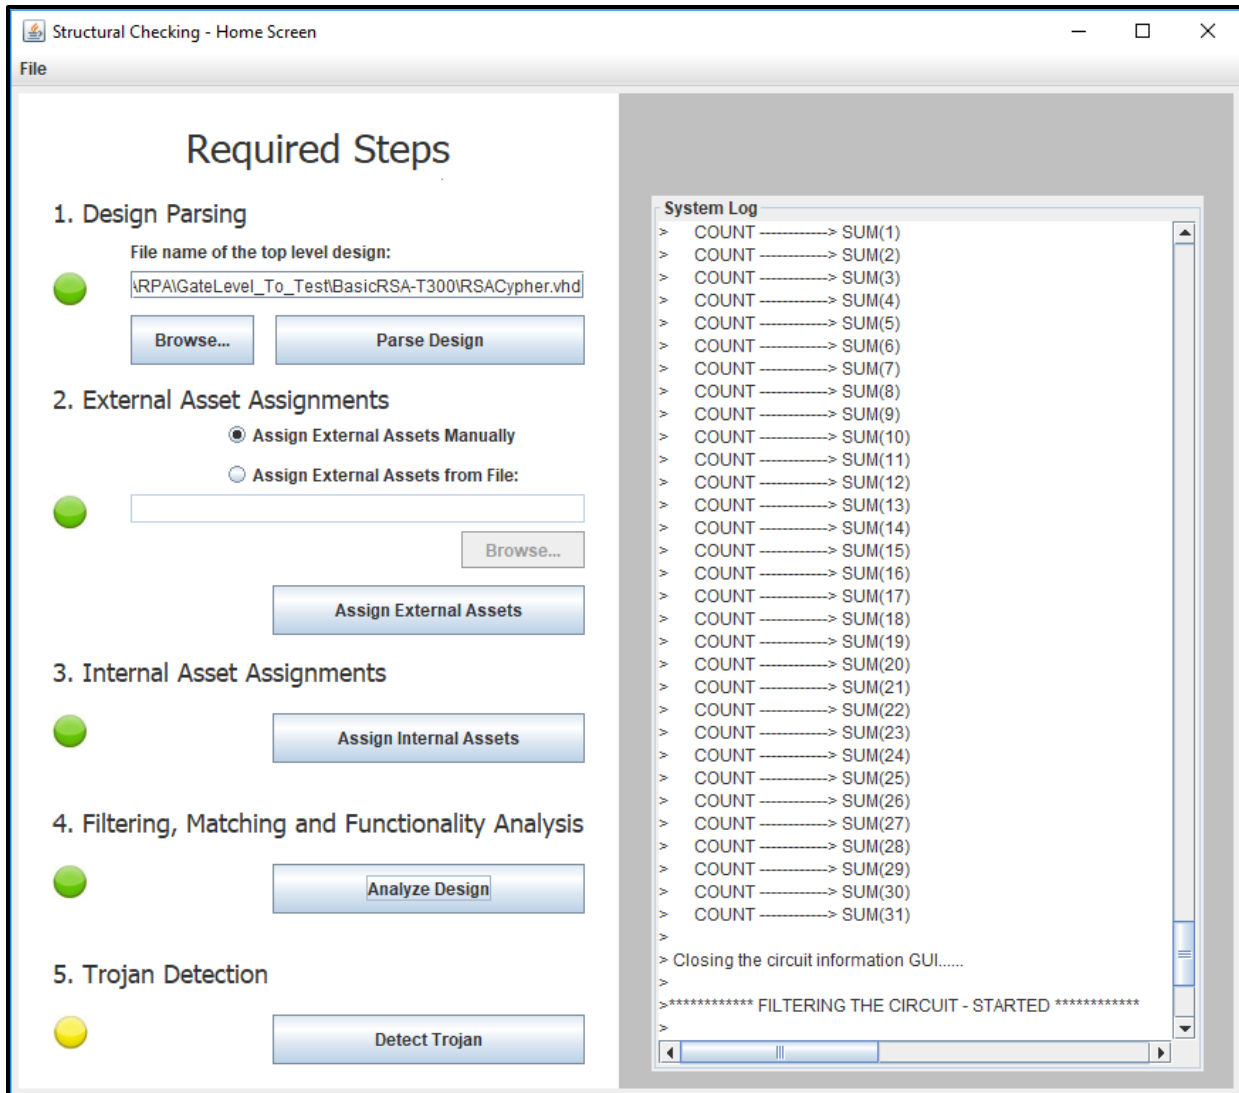 Structural Checking - Home Screen
File
Required Steps
1. Design Parsing
File name of the top level design:
\RPA\GateLevel_To_Test\BasicRSA-T300\RSACypher.vhd
Browse...
Parse Design
2. External Asset Assignments
Assign External Assets Manually
Assign External Assets from File:
Browse...
Assign External Assets
3. Internal Asset Assignments
Assign Internal Assets
4. Filtering, Matching and Functionality Analysis
Analyze Design
5. Trojan Detection
Detect Trojan
System Log
> COUNT ------------> SUM(1)
> COUNT ------------> SUM(2)
> COUNT ------------> SUM(3)
> COUNT ------------> SUM(4)
> COUNT ------------> SUM(5)
> COUNT ------------> SUM(6)
> COUNT ------------> SUM(7)
> COUNT ------------> SUM(8)
> COUNT ------------> SUM(9)
> COUNT ------------> SUM(10)
> COUNT ------------> SUM(11)
> COUNT ------------> SUM(12)
> COUNT ------------> SUM(13)
> COUNT ------------> SUM(14)
> COUNT ------------> SUM(15)
> COUNT ------------> SUM(16)
> COUNT ------------> SUM(17)
> COUNT ------------> SUM(18)
> COUNT ------------> SUM(19)
> COUNT ------------> SUM(20)
> COUNT ------------> SUM(21)
> COUNT ------------> SUM(22)
> COUNT ------------> SUM(23)
> COUNT ------------> SUM(24)
> COUNT ------------> SUM(25)
> COUNT ------------> SUM(26)
> COUNT ------------> SUM(27)
> COUNT ------------> SUM(28)
> COUNT ------------> SUM(29)
> COUNT ------------> SUM(30)
> COUNT ------------> SUM(31)
>
> Closing the circuit information GUI......
>
>************ FILTERING THE CIRCUIT - STARTED ************
>